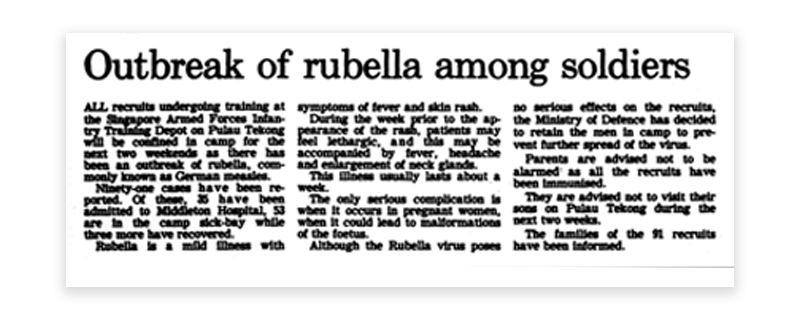 Outbreak of rubella among soldiers
ALL recruits undergoing training at
the Singapore Armed Forces Infan-
try Training Depot on Pulau Tekong
will be confined in camp for the
next two weekends as there has
been an outbreak of rubella, com-
monly known as German measles.
Ninety-one cases have been re-
ported. Of these, 35 have been
admitted to Middleton Hospital, 53
are in the camp sick-bay while
three more have recovered.
Rubella is a mild illness with
symptoms of fever and skin rash.
During the week prior to the ap-
pearance of the rash, patients may
feel lethargic, and this may be
accompanied by fever, headache
and enlargement of neck glands.
This illness usually lasts about a
week.
The only serious complication is
when it occurs in pregnant women,
when it could lead to malformations
of the foetus.
Although the Rubella virus poses
no serious effects on the recruits,
the Ministry of Defence has decided
to retain the men in camp to pre-
vent further spread of the virus.
Parents are advised not to be
alarmed as all the recruits have
been immunised.
They are advised not to visit their
sons on Pulau Tekong during the
next two weeks.
The families of the 91 recruits
have been informed.